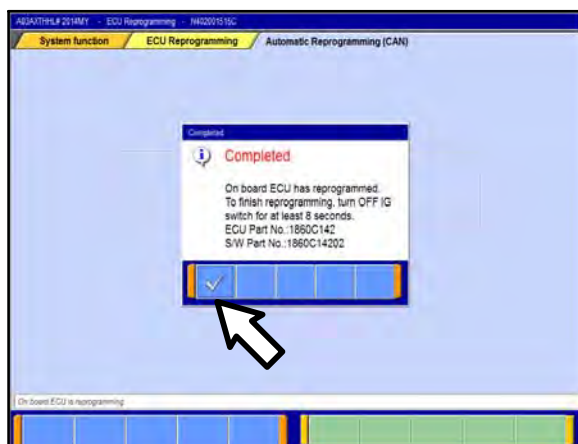 A03AXTHHL# 2014MY - ECU Reprogramming - N402001515C
System function ECU Reprogramming Automatic Reprogramming (CAN)
Completed
Completed
On board ECU has reprogrammed.
To finish reprogramming, turn OFF IG
switch for at least 8 seconds.
ECU Part No.:1860C142
S/W Part No.:1860C14202
On board ECU is reprogramming